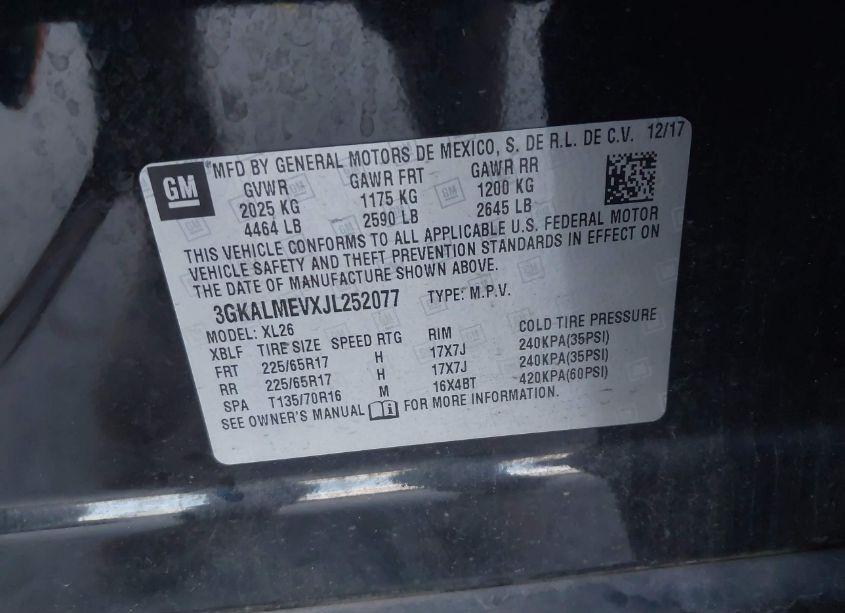 GM
*MFD BY GENERAL MOTORS DE MEXICO, S. DE R.L. DE C.V. 12/17
GVWR GAWR FRT GAWR RR
2025 KG 1175 KG 1200 KG
4464 LB 2590 LB 2645 LB
THIS VEHICLE CONFORMS TO ALL APPLICABLE U.S. FEDERAL MOTOR
VEHICLE SAFETY AND THEFT PREVENTION STANDARDS IN EFFECT ON
THE DATE OF MANUFACTURE SHOWN ABOVE.
3GKALMEVXJL252077 TYPE: M.P.V.
MODEL: XL26
XBLF TIRE SIZE SPEED RTG RIM COLD TIRE PRESSURE
FRT 225/65R17 H 17X7J 240KPA(35PSI)
RR 225/65R17 H 17X7J 240KPA(35PSI)
SPA T135/70R16 M 16X4BT 420KPA(60PSI)
SEE OWNER'S MANUAL FOR MORE INFORMATION.